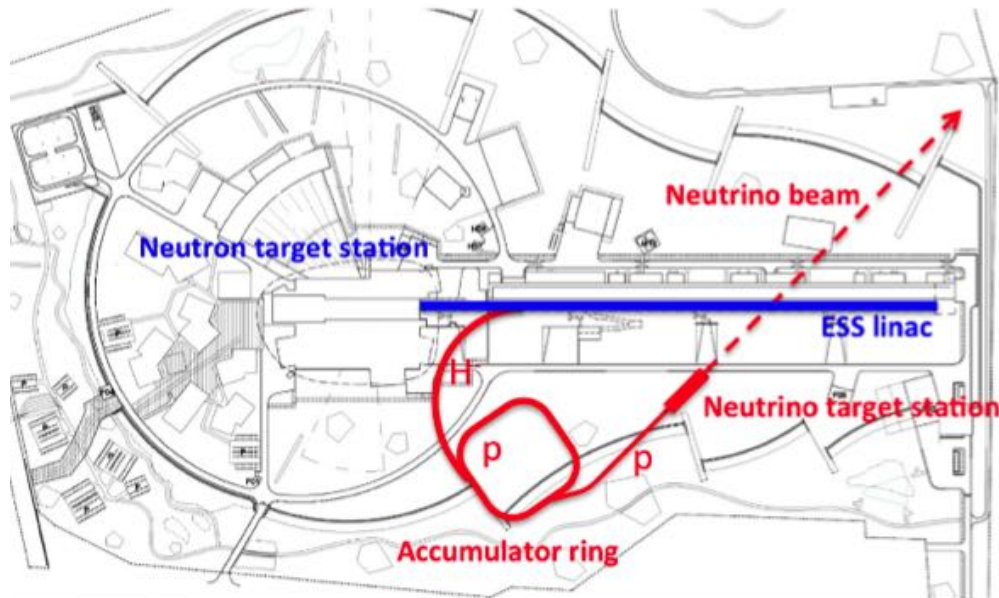 Neutrino beam
Neutron target station
ESS linac
H-
Neutrino target station
p
p
Accumulator ring